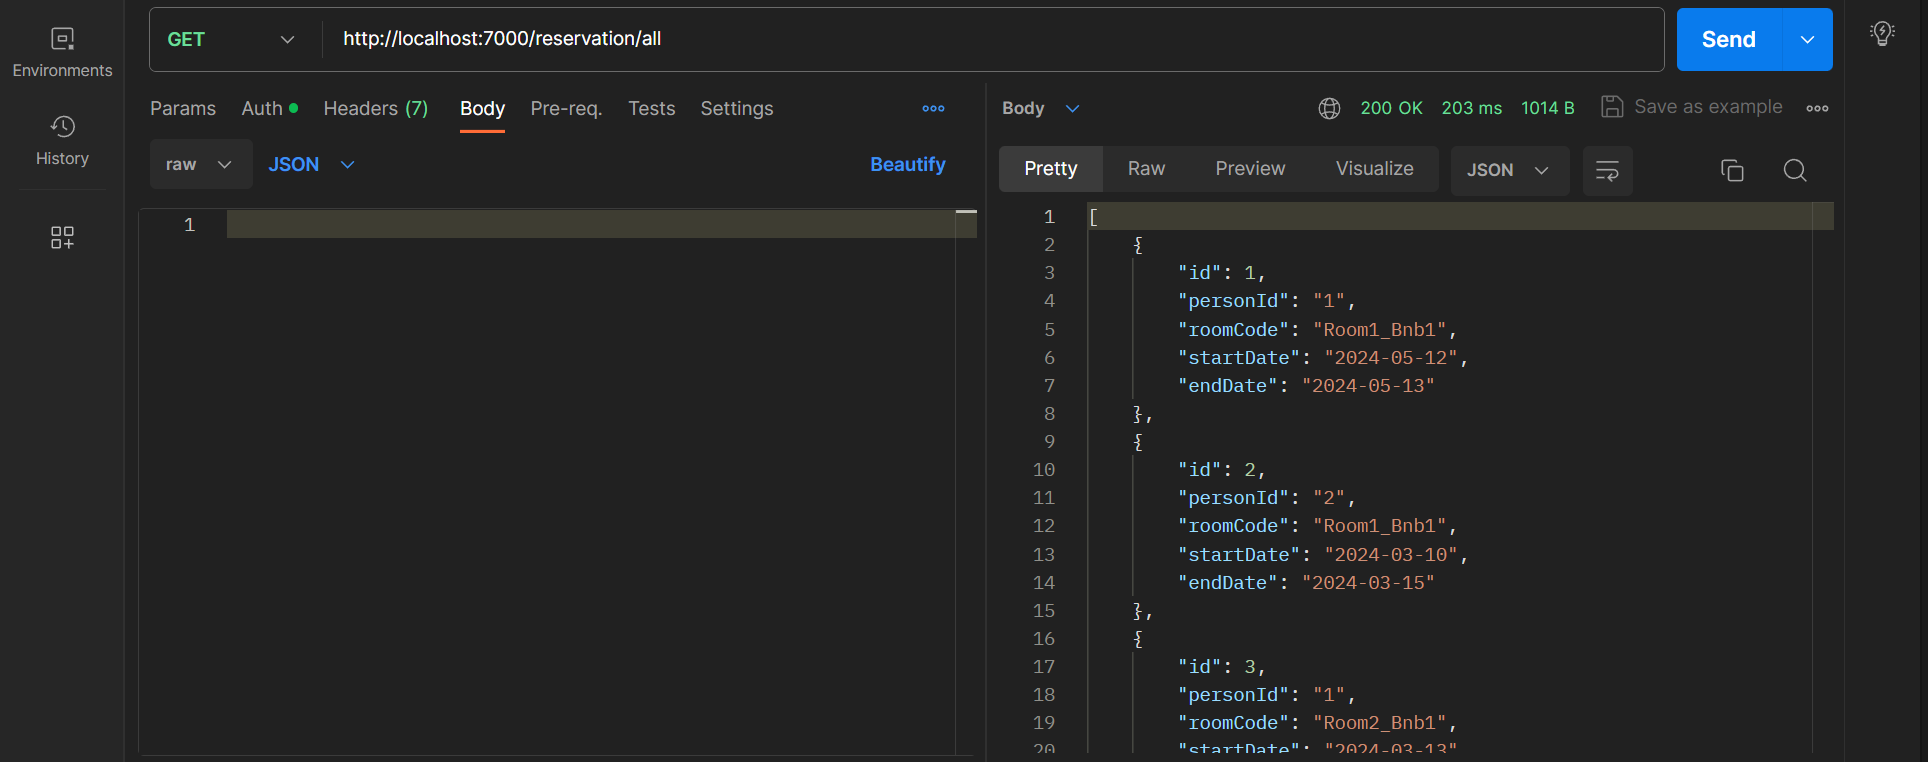 Environments
History
GET
http://localhost:7000/reservation/all
Send
Params Auth Headers (7) Body Pre-req. Tests Settings
raw JSON Beautify
1
Body 200 OK 203 ms 1014 B Save as example
Pretty Raw Preview Visualize JSON
1 [
2 {
3 "id": 1,
4 "personId": "1",
5 "roomCode": "Room1_Bnb1",
6 "startDate": "2024-05-12",
7 "endDate": "2024-05-13"
8 },
9 {
10 "id": 2,
11 "personId": "2",
12 "roomCode": "Room1_Bnb1",
13 "startDate": "2024-03-10",
14 "endDate": "2024-03-15"
15 },
16 {
17 "id": 3,
18 "personId": "1",
19 "roomCode": "Room2_Bnb1",
20 "startDate": "2024-03-13"